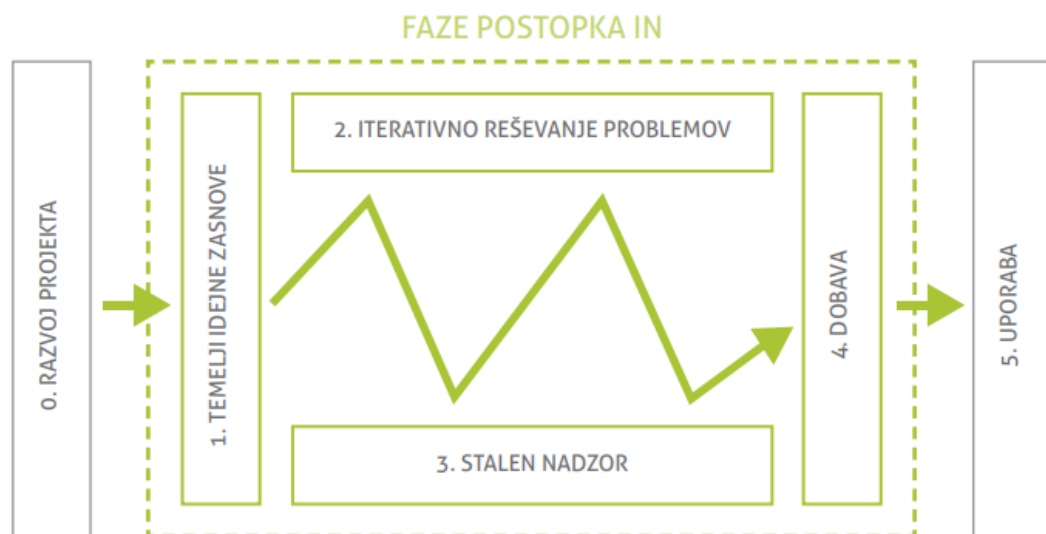 FAZE POSTOPKA IN
0. RAZVOJ PROJEKTA
1. TEMELJI IDEJNE ZASNOVE
2. ITERATIVNO REŠEVANJE PROBLEMOV
3. STALEN NADZOR
4. DOBAVA
5. UPORABA